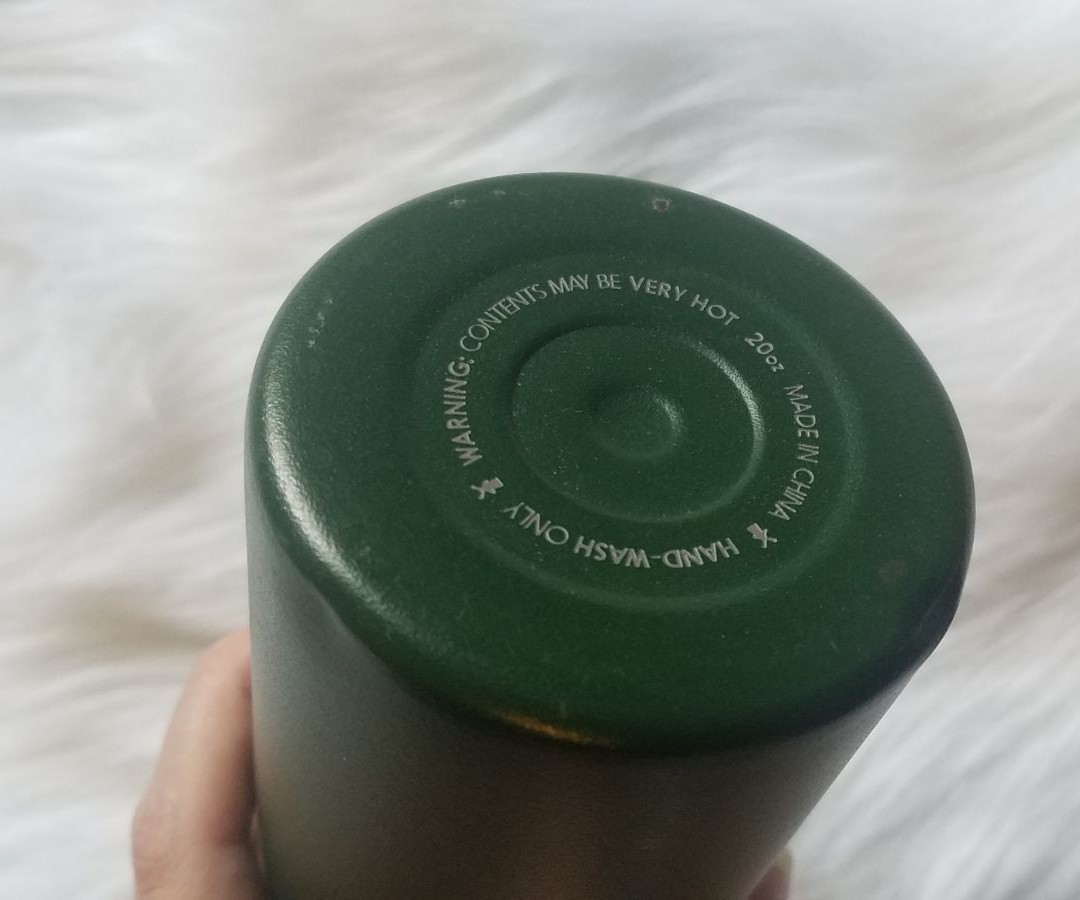 WARNING: CONTENTS MAY BE VERY HOT 20oz MADE IN CHINA
HAND-WASH ONLY